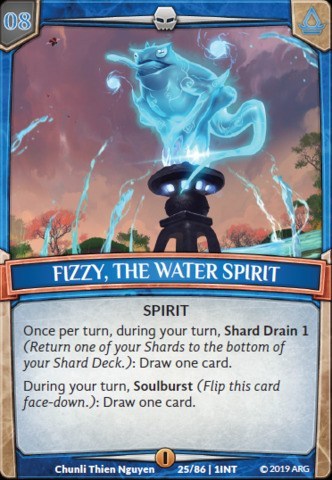 08
FIZZY, THE WATER SPIRIT
SPIRIT
Once per turn, during your turn, Shard Drain 1
(Return one of your Shards to the bottom of
your Shard Deck.): Draw one card.
During your turn, Soulburst (Flip this card
face-down.): Draw one card.
I
Chunli Thien Nguyen 25/86 | 1INT © 2019 ARG